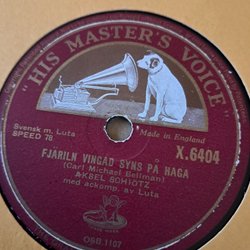 "HIS MASTER'S VOICE"
Svensk m. Luta
SPEED 78
Made in England
X.6404
FJÄRILN VINGAD SYNS PÅ HAGA
(Carl Michael Bellman)
AKSEL SCHIÖTZ
med ackomp. av Luta
OSB.1107